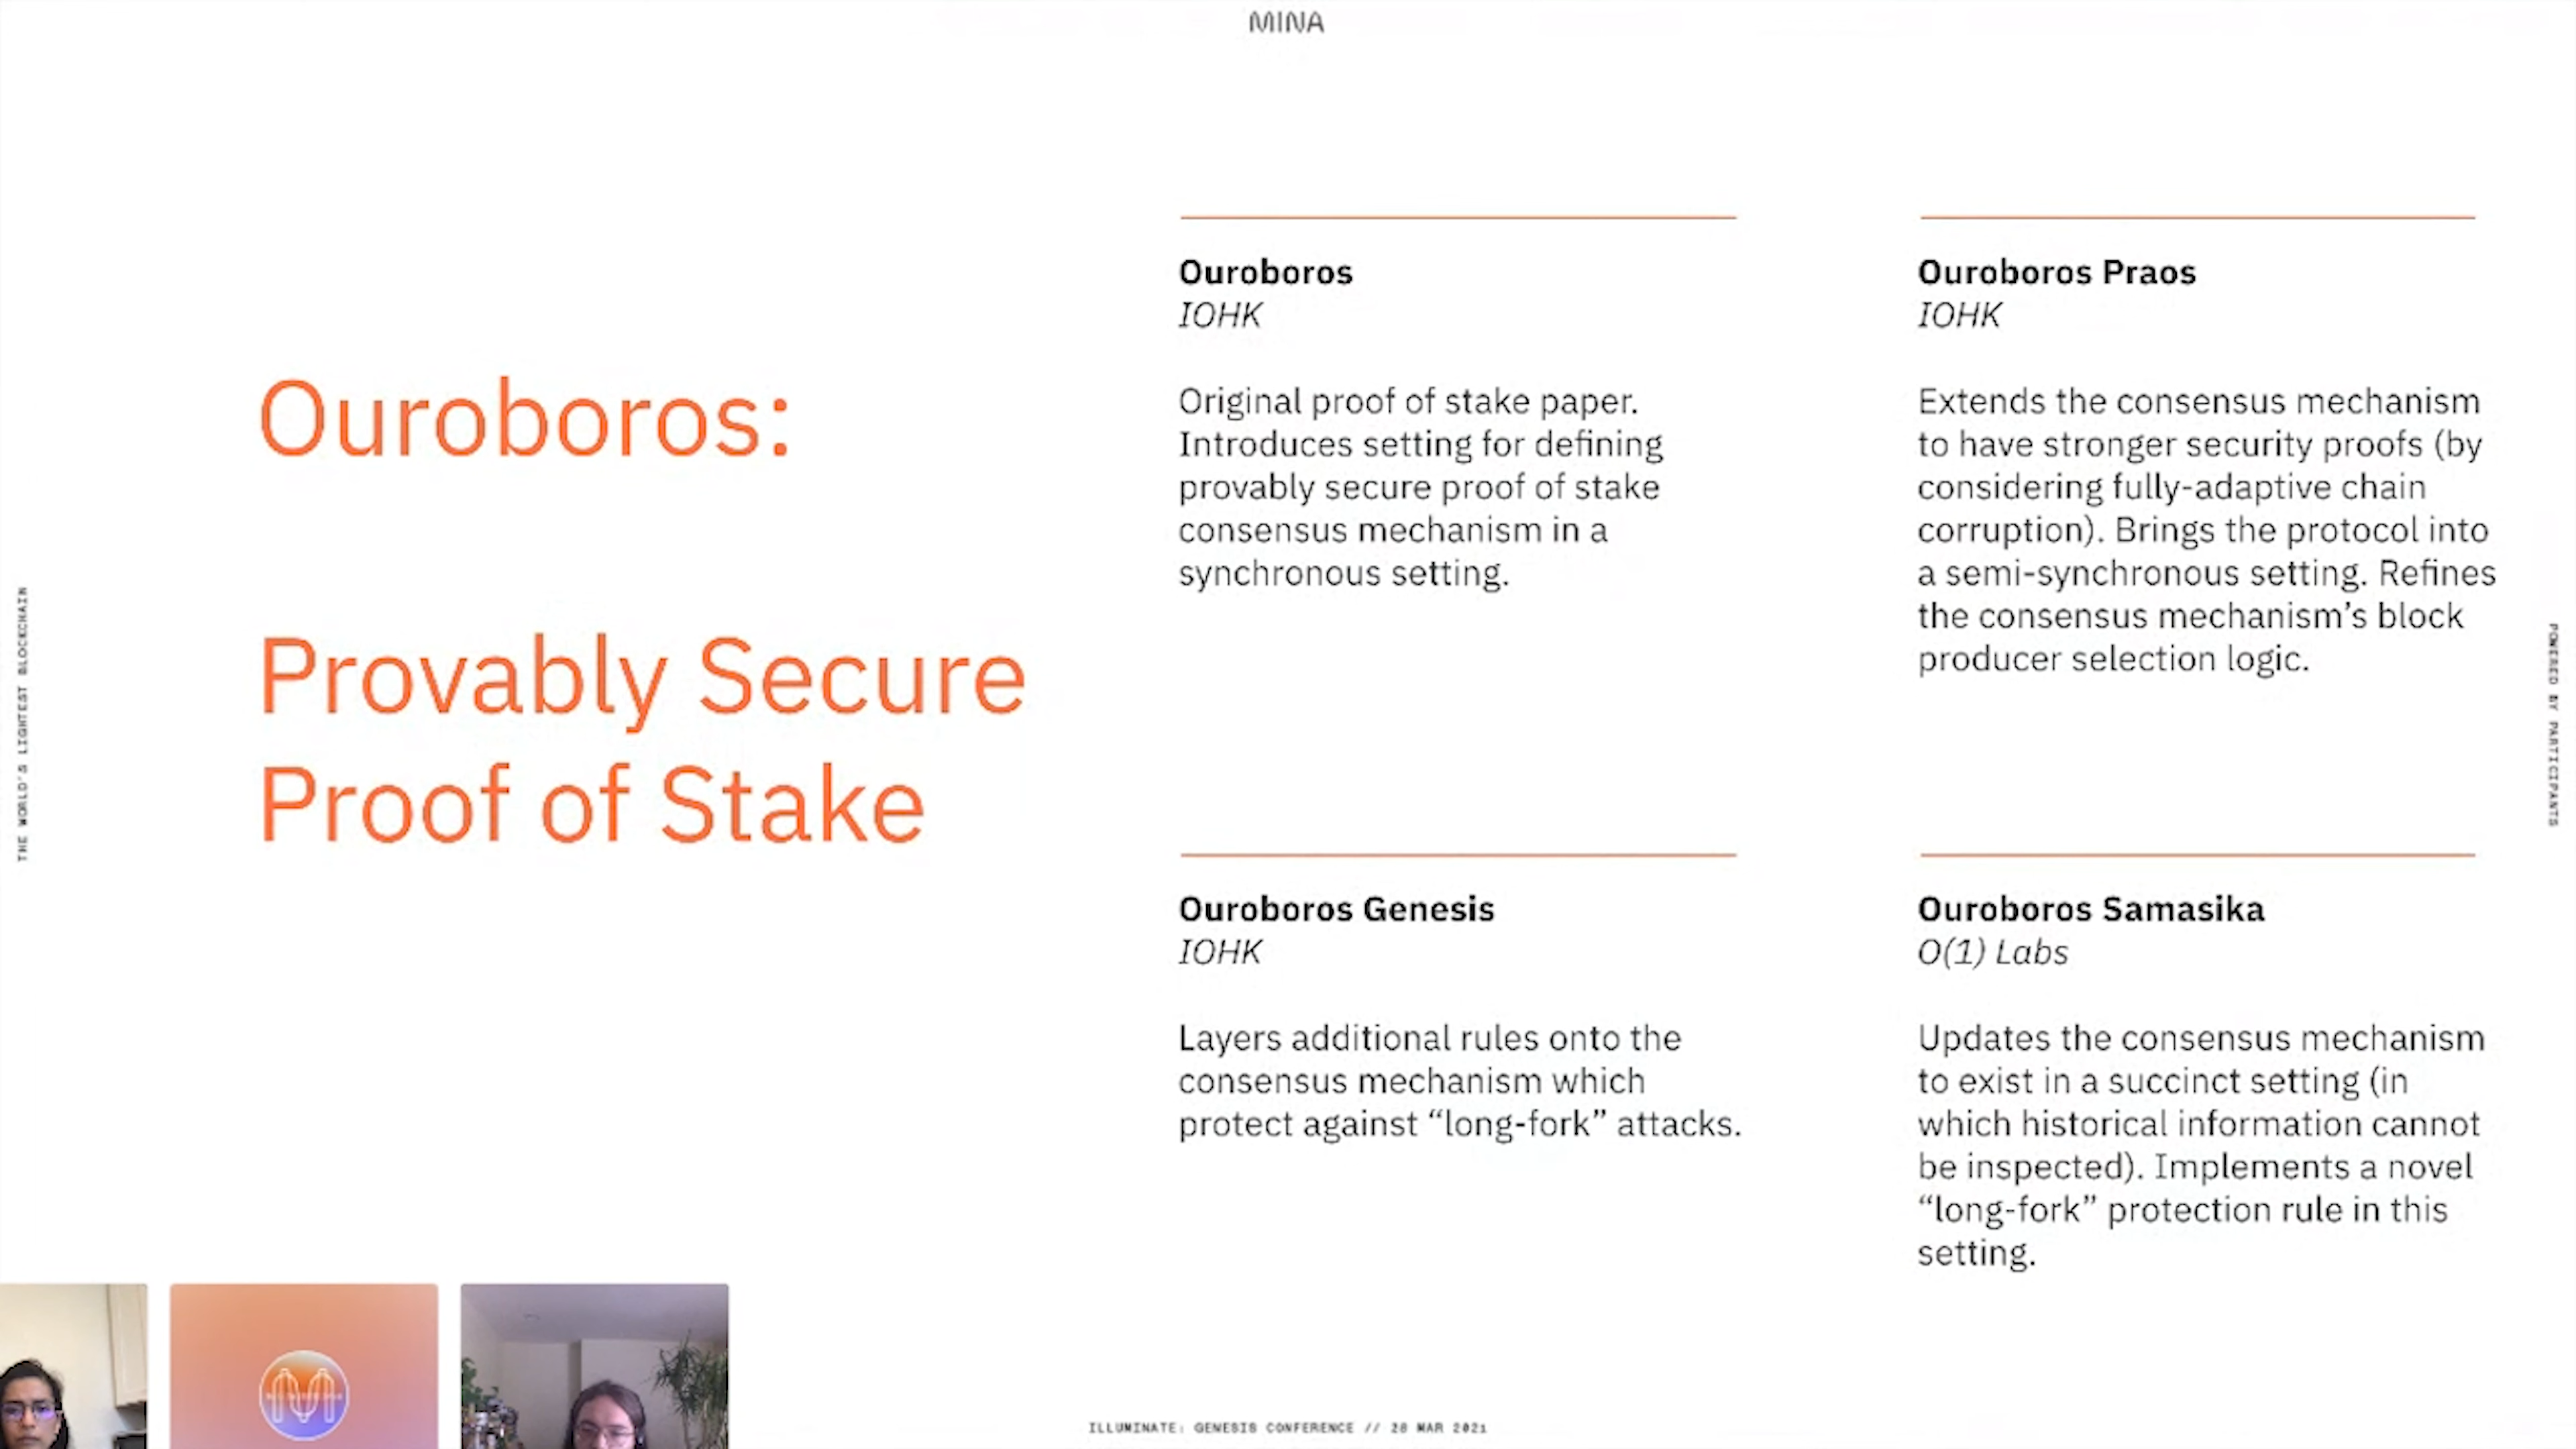 MINA
Ouroboros:
Provably Secure
Proof of Stake
Ouroboros
IOHK
Original proof of stake paper.
Introduces setting for defining
provably secure proof of stake
consensus mechanism in a
synchronous setting.
Ouroboros Praos
IOHK
Extends the consensus mechanism
to have stronger security proofs (by
considering fully-adaptive chain
corruption). Brings the protocol into
a semi-synchronous setting. Refines
the consensus mechanism’s block
producer selection logic.
Ouroboros Genesis
IOHK
Layers additional rules onto the
consensus mechanism which
protect against “long-fork” attacks.
Ouroboros Samasika
O(1) Labs
Updates the consensus mechanism
to exist in a succinct setting (in
which historical information cannot
be inspected). Implements a novel
“long-fork” protection rule in this
setting.
THE WORLD'S LIGHTEST BLOCKCHAIN
POWERED BY PARTICIPANTS
ILLUMINATE: GENESIS CONFERENCE // 28 MAR 2021